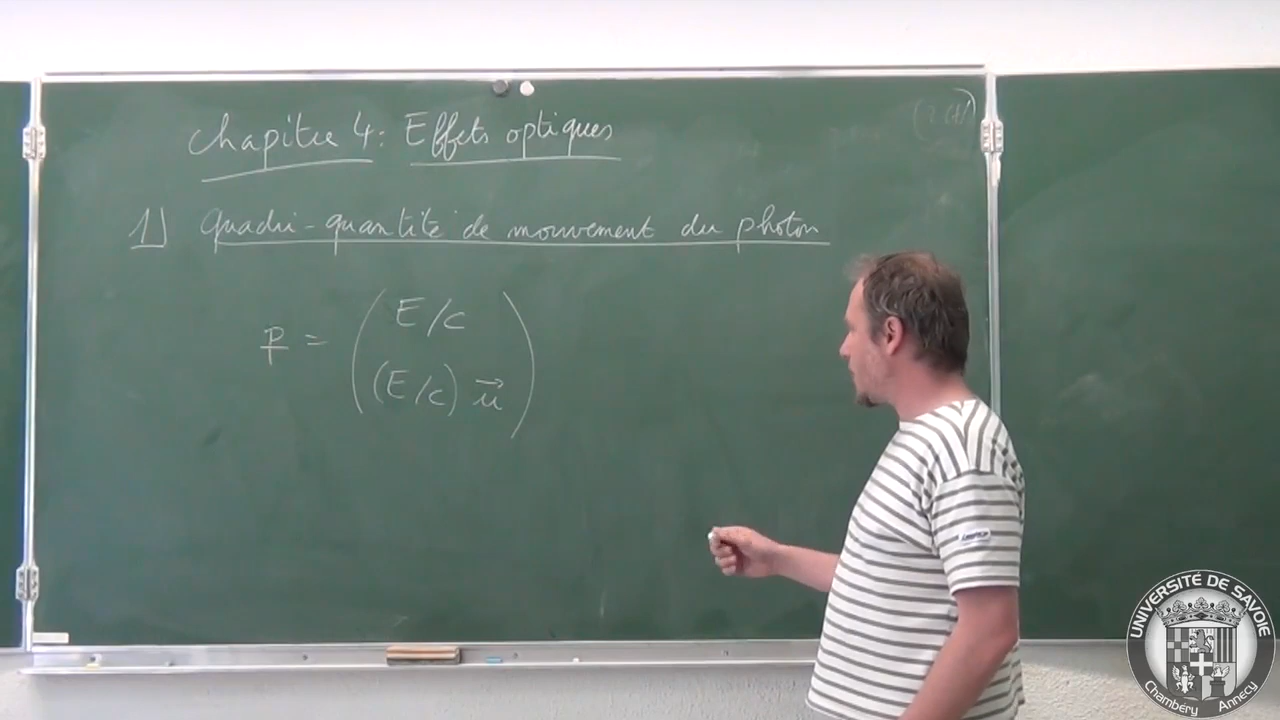 Chapitre 4: Effets optiques
1] Quadri-quantité de mouvement du photon
p = ( E/c
(E/c) u⃗ )
UNIVERSITÉ DE SAVOIE
Chambéry Annecy